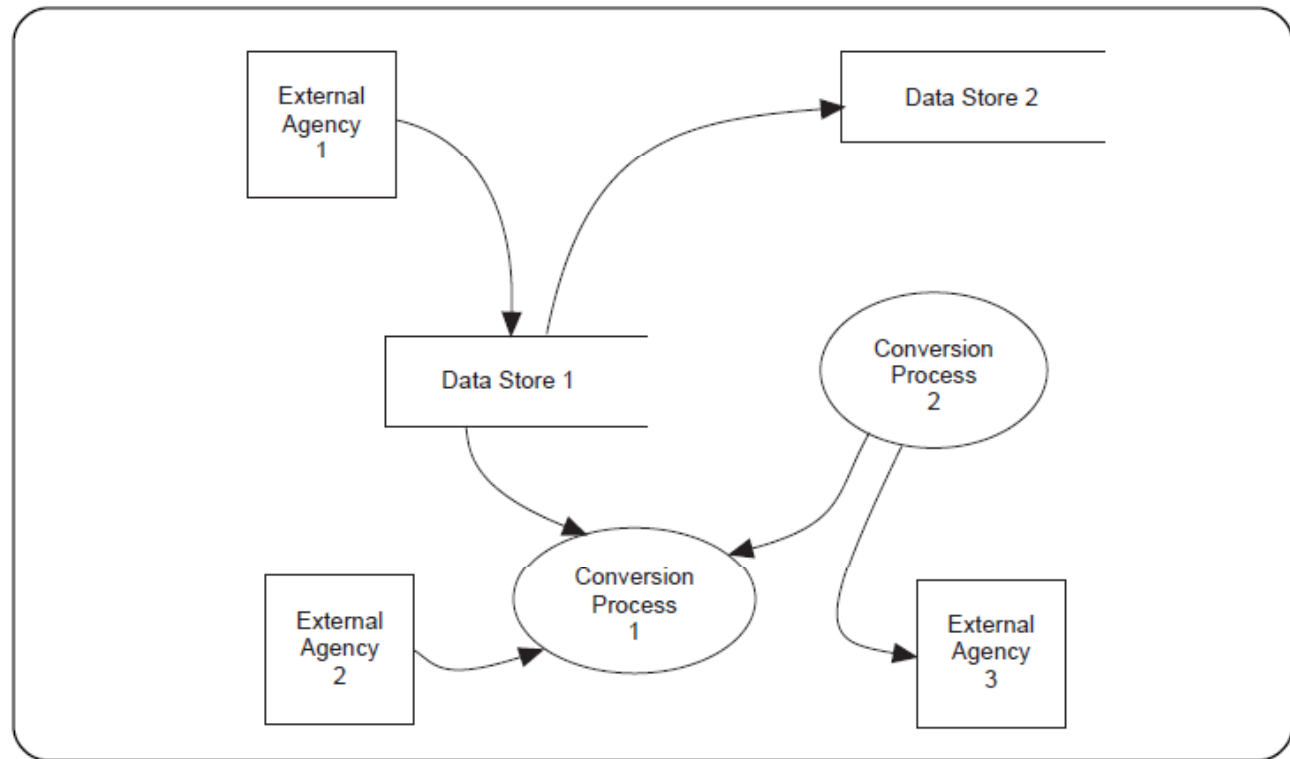 External
Agency
1
Data Store 2
Data Store 1
Conversion
Process
2
Conversion
Process
1
External
Agency
2
External
Agency
3